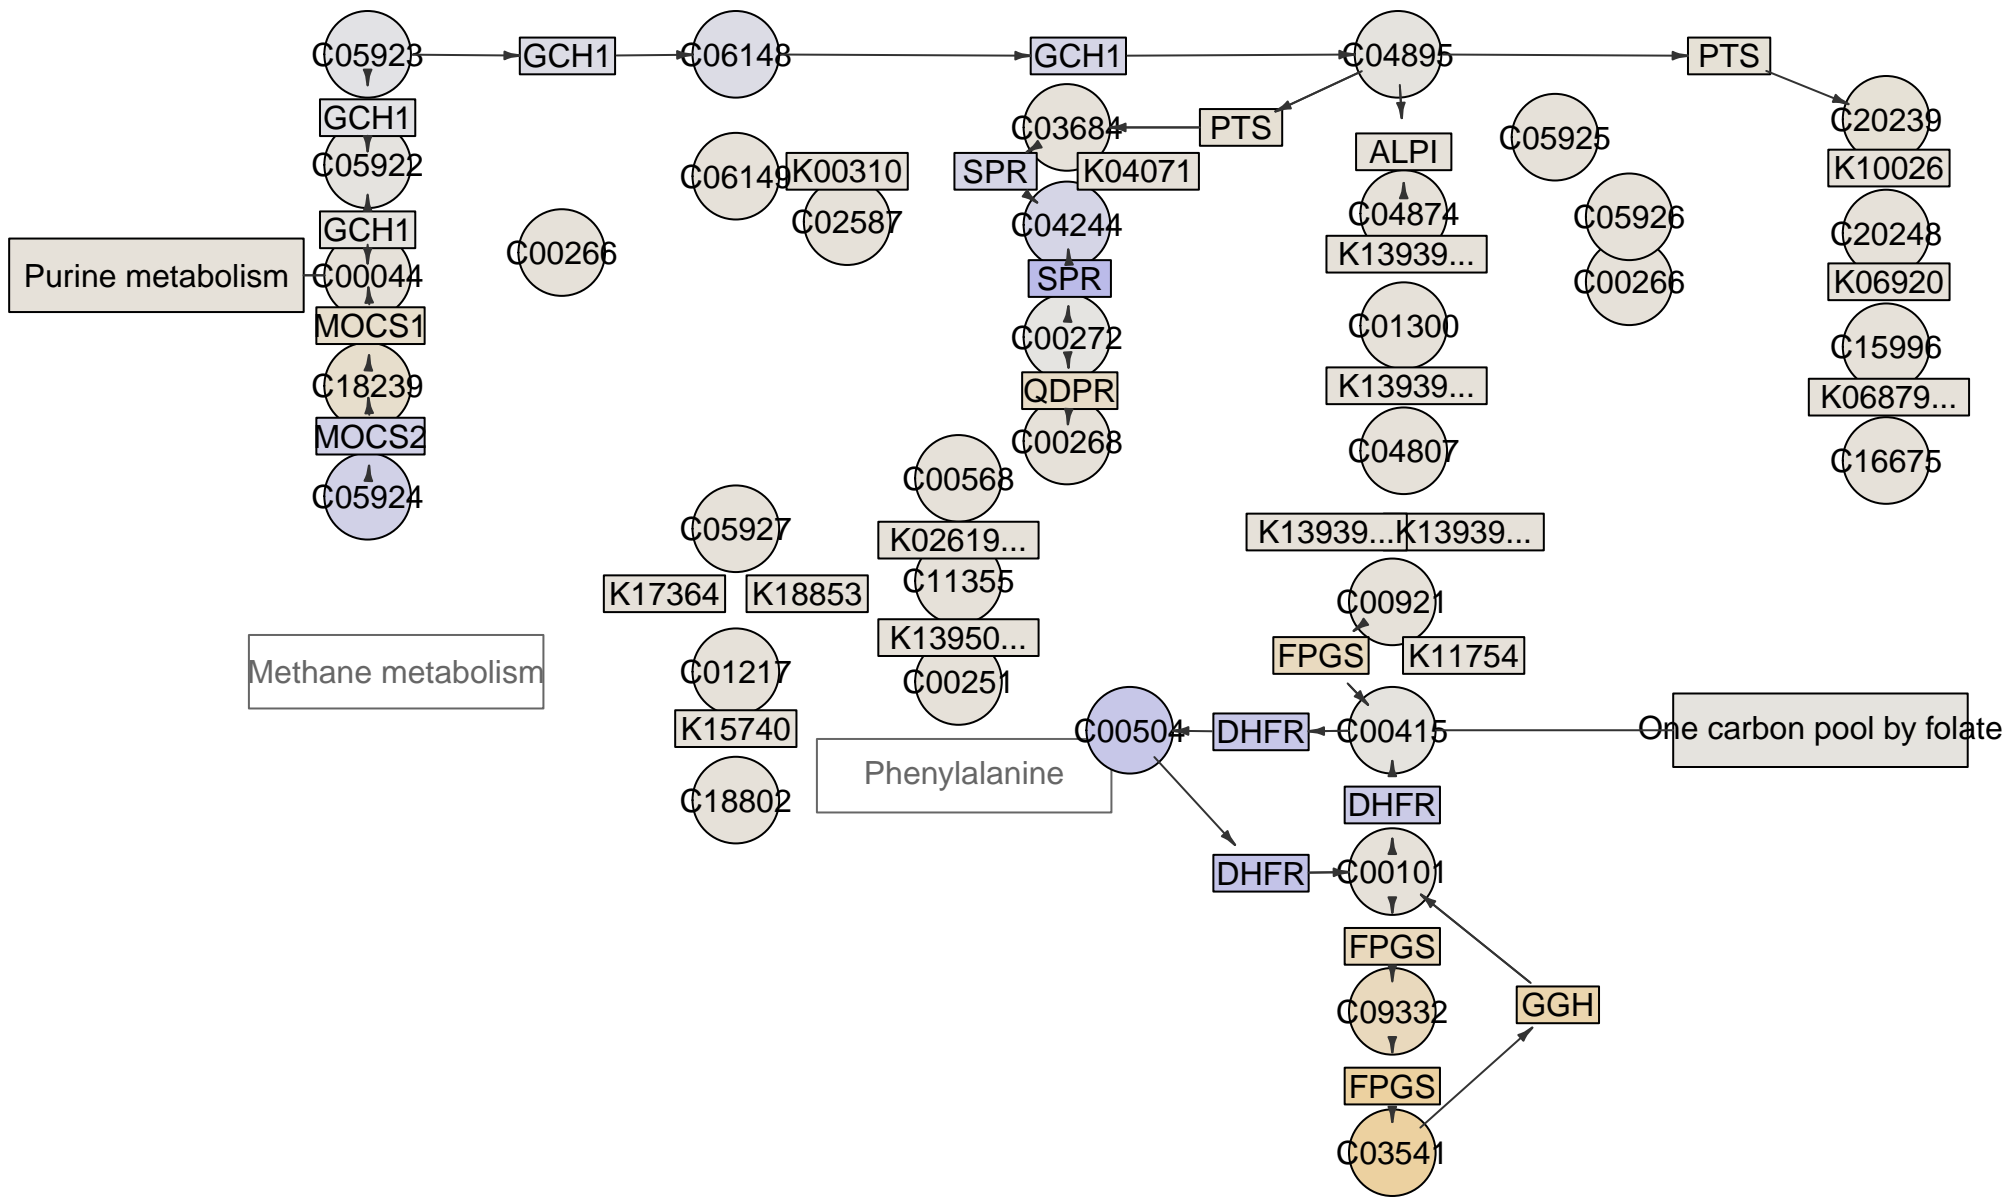 C05923
GCH1
C06148
GCH1
C04895
PTS
GCH1
C03684
PTS
C20239
C05922
C06149
K00310
SPR
K04071
ALPI
C05925
K10026
GCH1
C02587
C04244
C04874
C05926
C20248
C00266
K13939...
Purine metabolism
C00044
SPR
C00266
K06920
MOCS1
C00272
C01300
C15996
C18239
QDPR
K13939...
K06879...
MOCS2
C00268
C04807
C16675
C05924
C00568
C05927
K02619...
K13939...
K13939...
K17364
K18853
C11355
C00921
K13950...
FPGS
K11754
Methane metabolism
C01217
C00251
K15740
C00504
DHFR
C00415
One carbon pool by folate
Phenylalanine
C18802
DHFR
DHFR
C00101
FPGS
C09332
GGH
FPGS
C03541